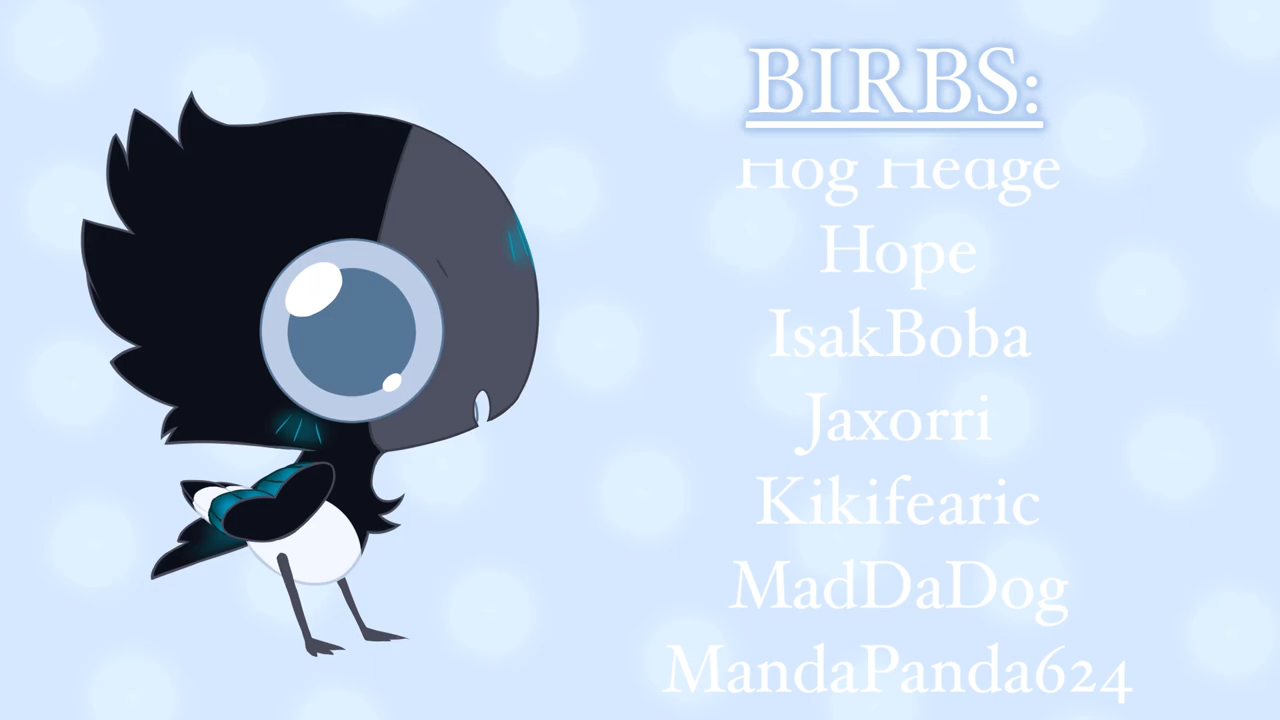 BIRBS:
Hog Hedge
Hope
IsakBoba
Jaxorri
Kikifearic
MadDaDog
MandaPanda624